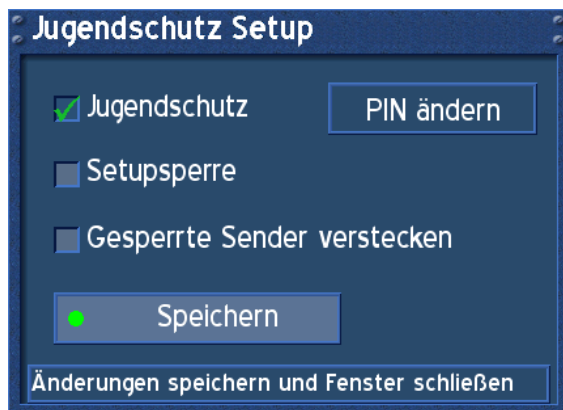 Jugendschutz Setup
Jugendschutz
PIN ändern
Setupsperre
Gesperrte Sender verstecken
Speichern
Änderungen speichern und Fenster schließen